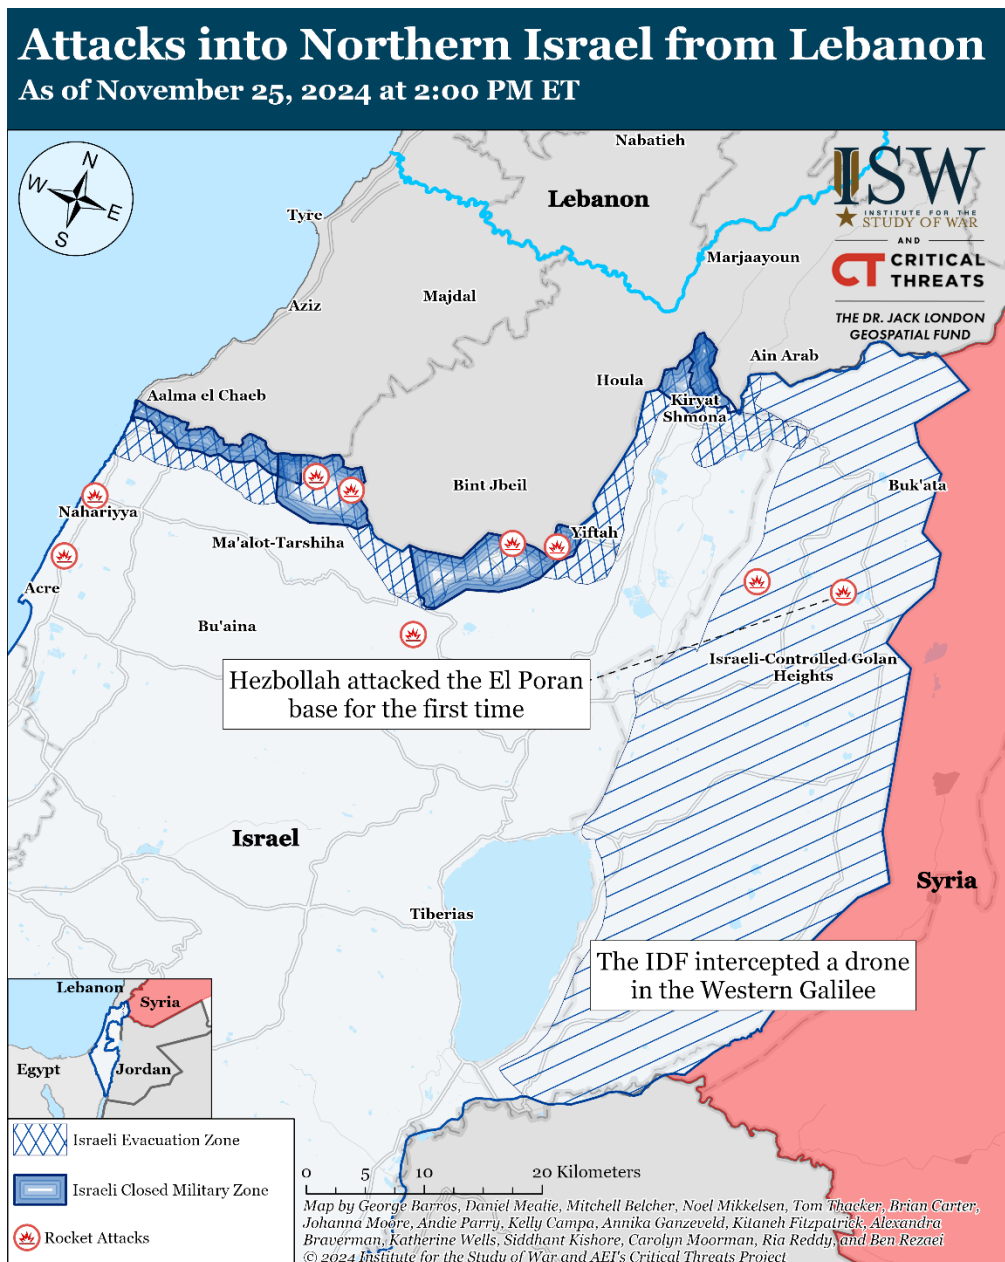 Attacks into Northern Israel from Lebanon
As of November 25, 2024 at 2:00 PM ET
N
W
E
S
Nabatieh
Lebanon
ISW
INSTITUTE FOR THE
STUDY OF WAR
AND
CT CRITICAL
THREATS
THE DR. JACK LONDON
GEOSPATIAL FUND
Tyre
Marjaayoun
Aziz
Majdal
Ain Arab
Houla
Kiryat
Shmona
Aalma el Chaeb
Bint Jbeil
Buk'ata
Nahariyya
Yiftah
Ma'alot-Tarshiha
Acre
Bu'aina
Israeli-Controlled Golan
Heights
Hezbollah attacked the El Poran
base for the first time
Israel
Syria
Tiberias
The IDF intercepted a drone
in the Western Galilee
Lebanon
Syria
Egypt
Jordan
Israeli Evacuation Zone
Israeli Closed Military Zone
Rocket Attacks
0 5 10 20 Kilometers
Map by George Barros, Daniel Mealie, Mitchell Belcher, Noel Mikkelsen, Tom Thacker, Brian Carter,
Johanna Moore, Andie Parry, Kelly Campa, Annika Ganzeveld, Kitaneh Fitzpatrick, Alexandra
Braverman, Katherine Wells, Siddhant Kishore, Carolyn Moorman, Ria Reddy, and Ben Rezaei
© 2024 Institute for the Study of War and AEI's Critical Threats Project